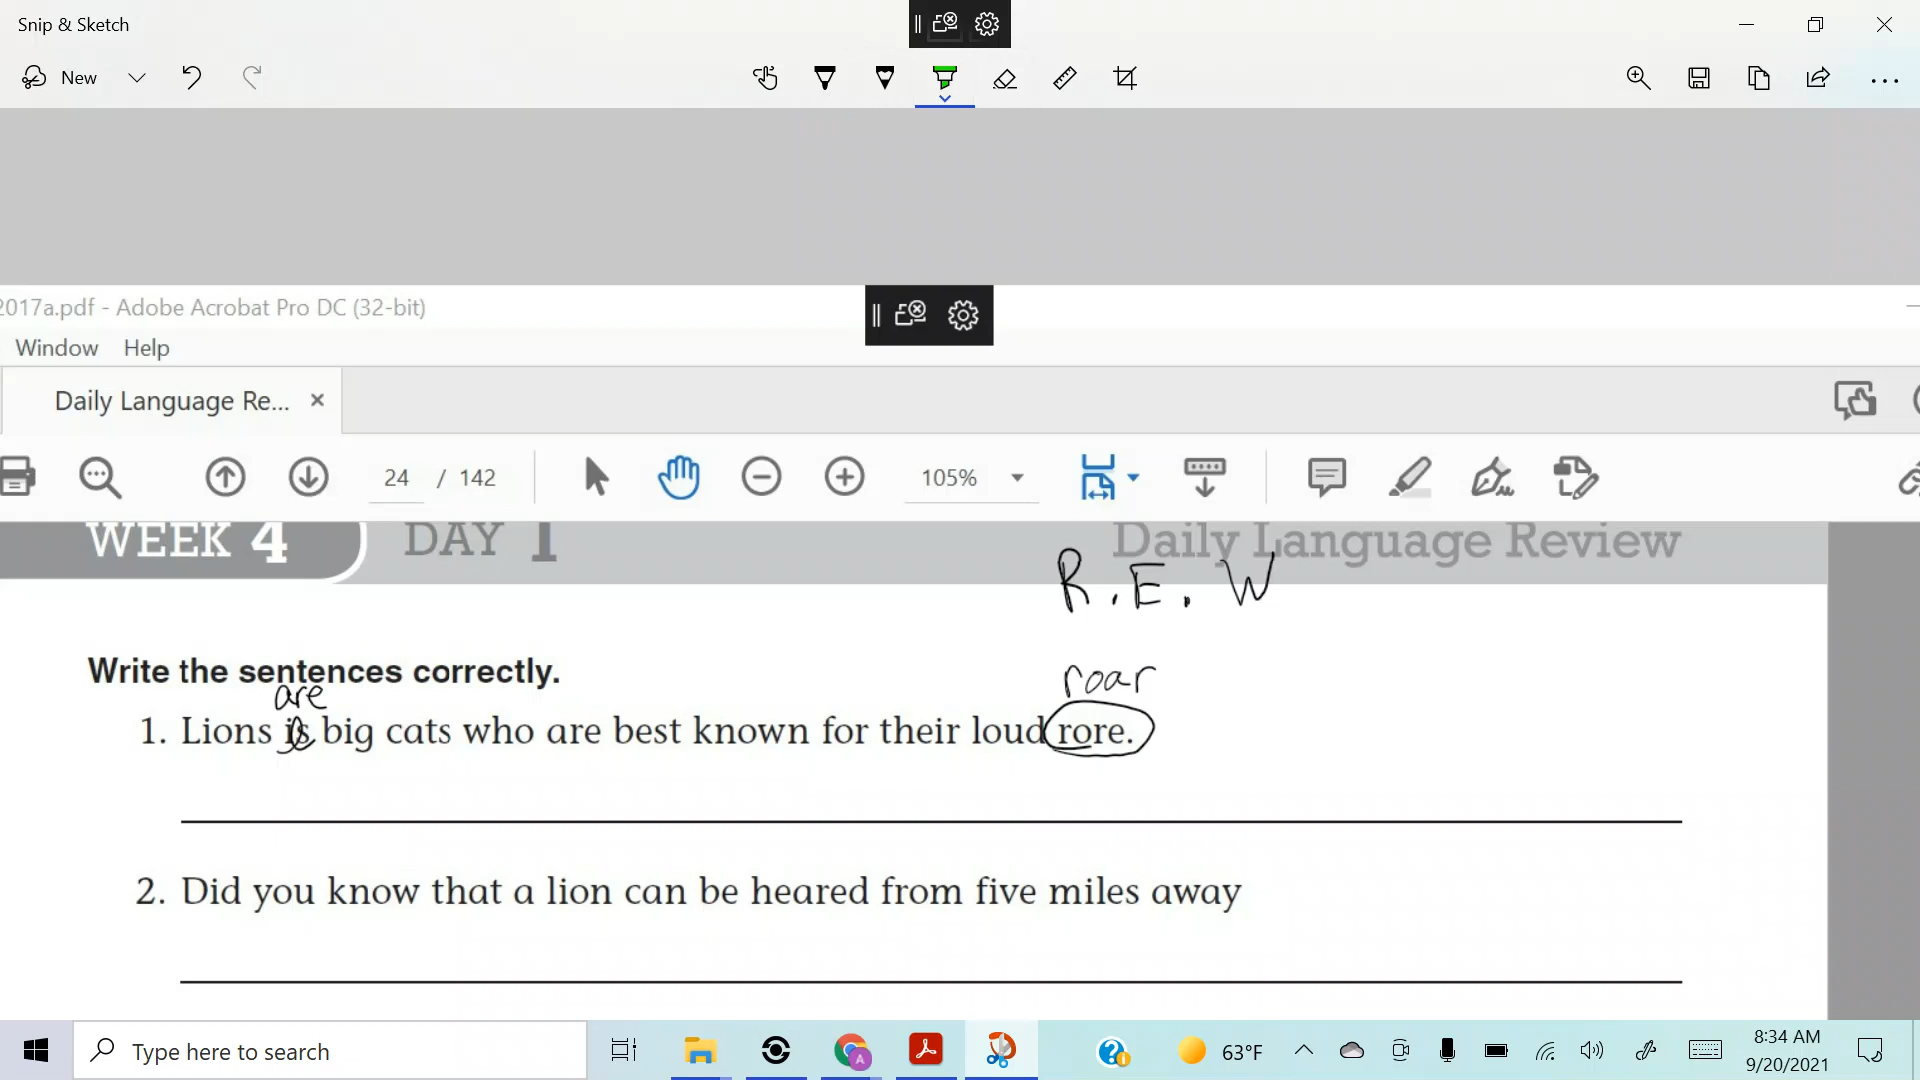 Snip & Sketch
New
2017a.pdf - Adobe Acrobat Pro DC (32-bit)
Window Help
Daily Language Re... ×
24 / 142 105%
WEEK 4 DAY 1 Daily Language Review
R. E. W
Write the sentences correctly.
are roar
1. Lions is big cats who are best known for their loud rore.
2. Did you know that a lion can be heared from five miles away
Type here to search
A
63°F
8:34 AM
9/20/2021